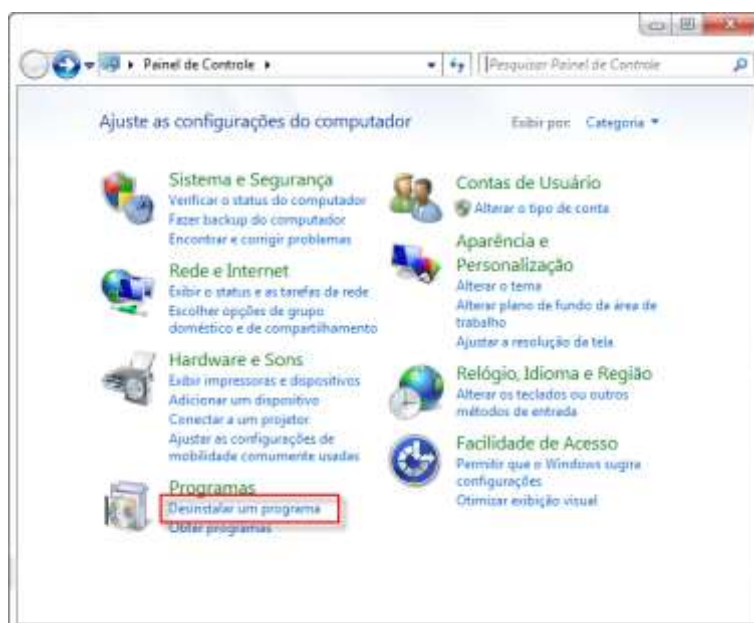 Painel de Controle
Pesquisar Painel de Controle
Ajuste as configurações do computador
Exibir por: Categoria
Sistema e Segurança
Verificar o status do computador
Fazer backup do computador
Encontrar e corrigir problemas
Rede e Internet
Exibir o status e as tarefas da rede
Escolher opções de grupo
doméstico e de compartilhamento
Hardware e Sons
Exibir impressoras e dispositivos
Adicionar um dispositivo
Conectar a um projetor
Ajustar as configurações de
mobilidade comumente usadas
Programas
Desinstalar um programa
Obter programas
Contas de Usuário
Alterar o tipo de conta
Aparência e
Personalização
Alterar o tema
Alterar plano de fundo da área de
trabalho
Ajustar a resolução da tela
Relógio, Idioma e Região
Alterar os teclados ou outros
métodos de entrada
Facilidade de Acesso
Permitir que o Windows sugira
configurações
Otimizar exibição visual